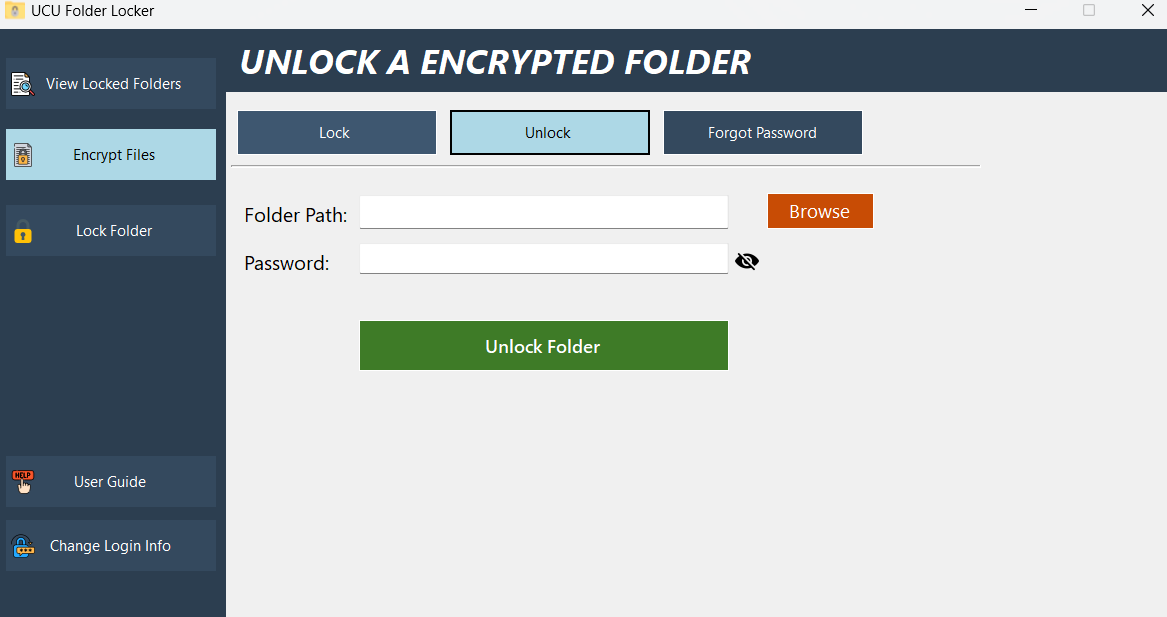 UCU Folder Locker
UNLOCK A ENCRYPTED FOLDER
View Locked Folders
Encrypt Files
Lock Folder
User Guide
HELP
Change Login Info
Lock
Unlock
Forgot Password
Folder Path:
Browse
Password:
Unlock Folder